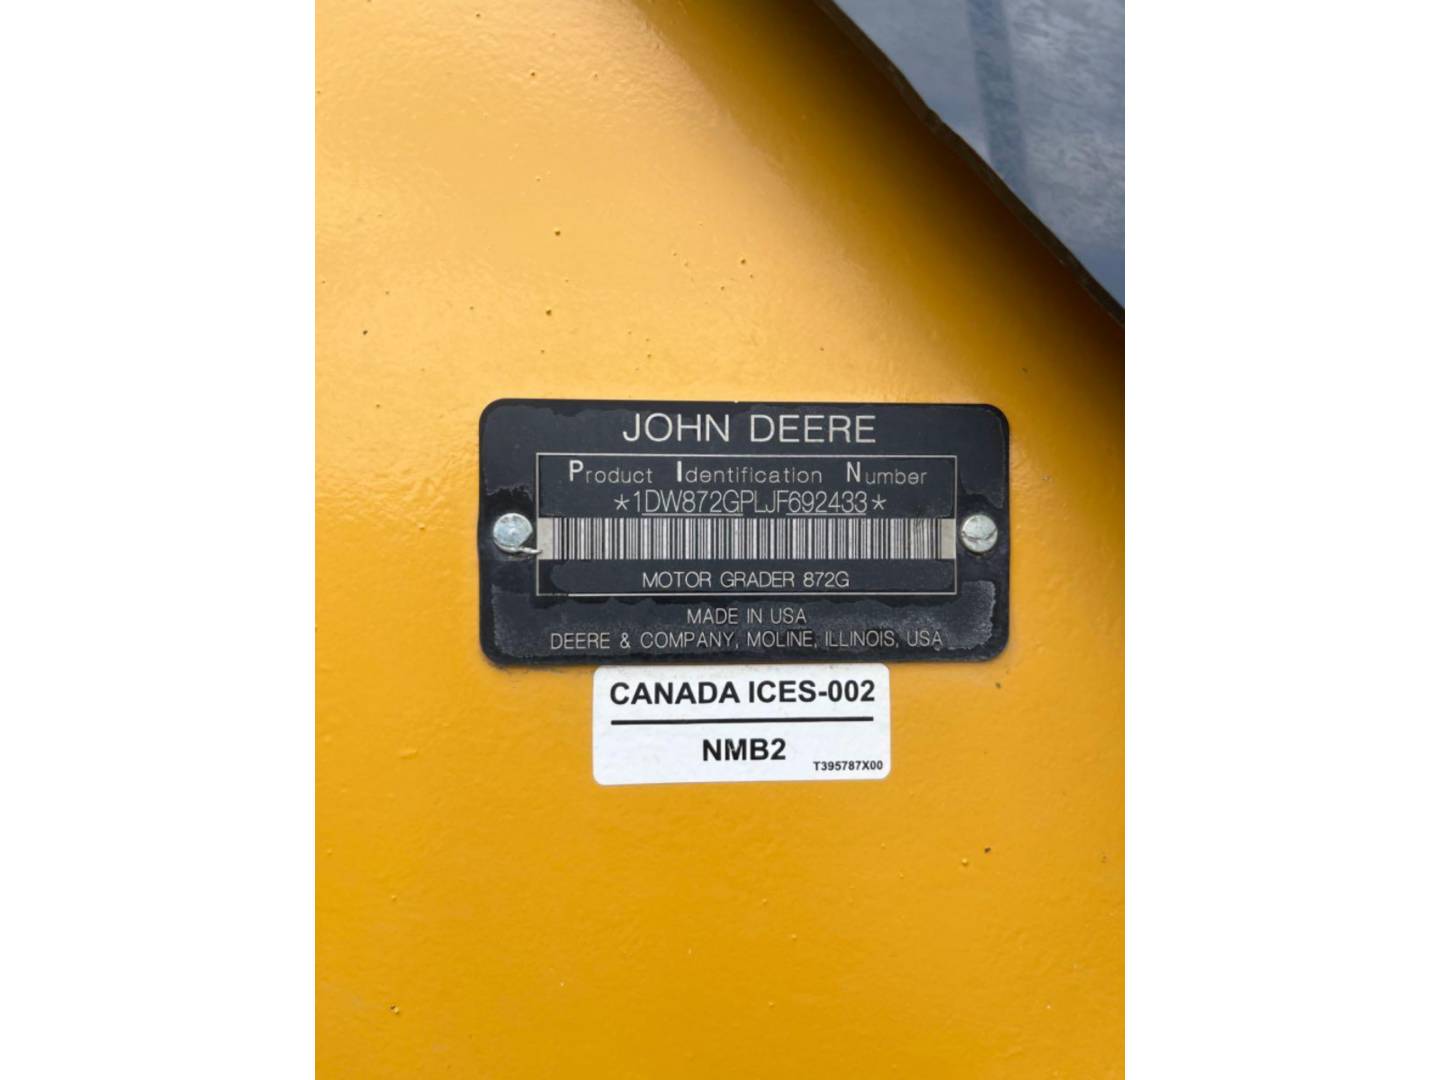 JOHN DEERE
Product Identification Number
*1DW872GPLJF692433*
MOTOR GRADER 872G
MADE IN USA
DEERE & COMPANY, MOLINE, ILLINOIS, USA
CANADA ICES-002
NMB2
T395787X00